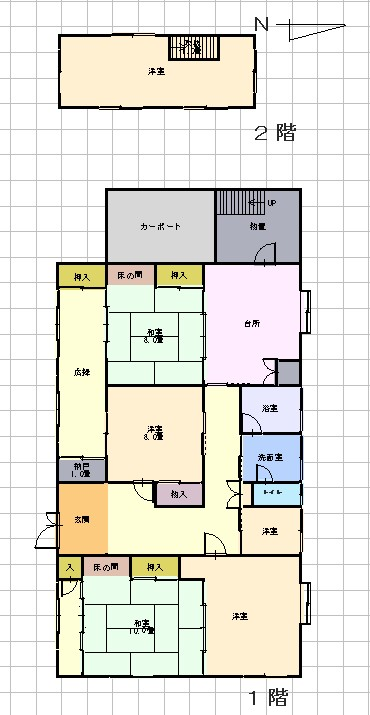 N
洋室
2階
UP
カーポート
物置
押入
床の間
押入
和室
8.0畳
台所
広縁
洋室
8.0畳
浴室
洗面室
納戸
1.0畳
物入
トイレ
玄関
洋室
入
床の間
押入
和室
10.0畳
洋室
1階